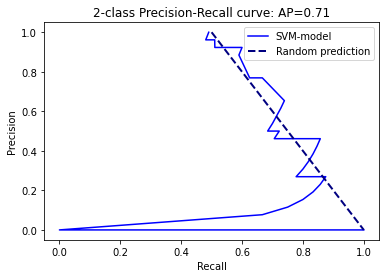 2-class Precision-Recall curve: AP=0.71
SVM-model
Random prediction
Precision
1.0
0.8
0.6
0.4
0.2
0.0
0.0 0.2 0.4 0.6 0.8 1.0
Recall